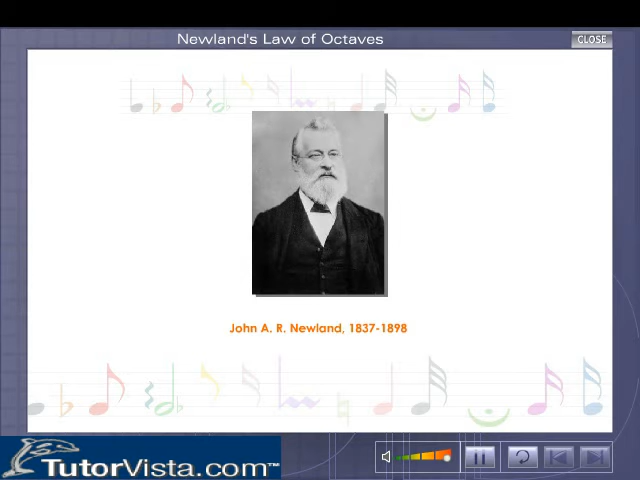 Newland's Law of Octaves
CLOSE
John A. R. Newland, 1837-1898
TutorVista.com™